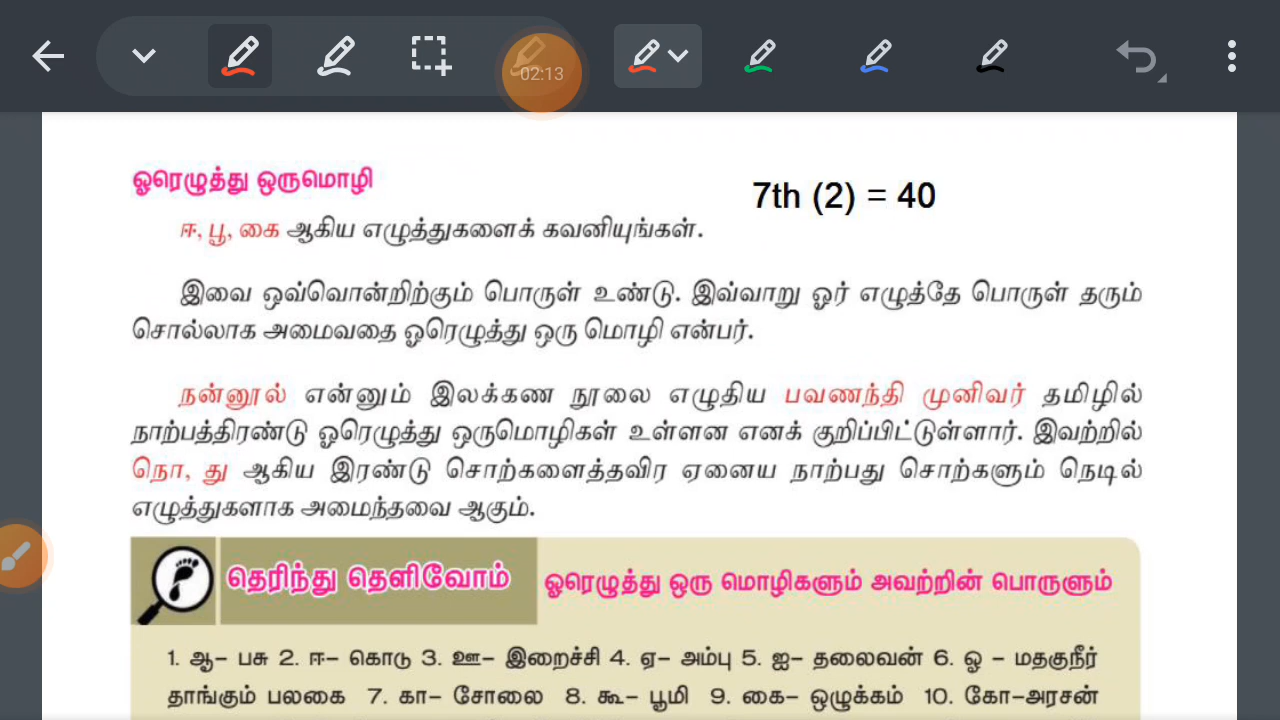 02:13
ஓரெழுத்து ஒருமொழி
7th (2) = 40
ஈ, பூ, கை ஆகிய எழுத்துகளைக் கவனியுங்கள்.
இவை ஒவ்வொன்றிற்கும் பொருள் உண்டு. இவ்வாறு ஓர் எழுத்தே பொருள் தரும்
சொல்லாக அமைவதை ஓரெழுத்து ஒரு மொழி என்பர்.
நன்னூல் என்னும் இலக்கண நூலை எழுதிய பவணந்தி முனிவர் தமிழில்
நாற்பத்திரண்டு ஓரெழுத்து ஒருமொழிகள் உள்ளன எனக் குறிப்பிட்டுள்ளார். இவற்றில்
நொ, து ஆகிய இரண்டு சொற்களைத்தவிர ஏனைய நாற்பது சொற்களும் நெடில்
எழுத்துகளாக அமைந்தவை ஆகும்.
தெரிந்து தெளிவோம்
ஓரெழுத்து ஒரு மொழிகளும் அவற்றின் பொருளும்
1. ஆ– பசு 2. ஈ– கொடு 3. ஊ– இறைச்சி 4. ஏ– அம்பு 5. ஐ– தலைவன் 6. ஓ – மதகுநீர்
தாங்கும் பலகை 7. கா– சோலை 8. கூ– பூமி 9. கை– ஒழுக்கம் 10. கோ–அரசன்